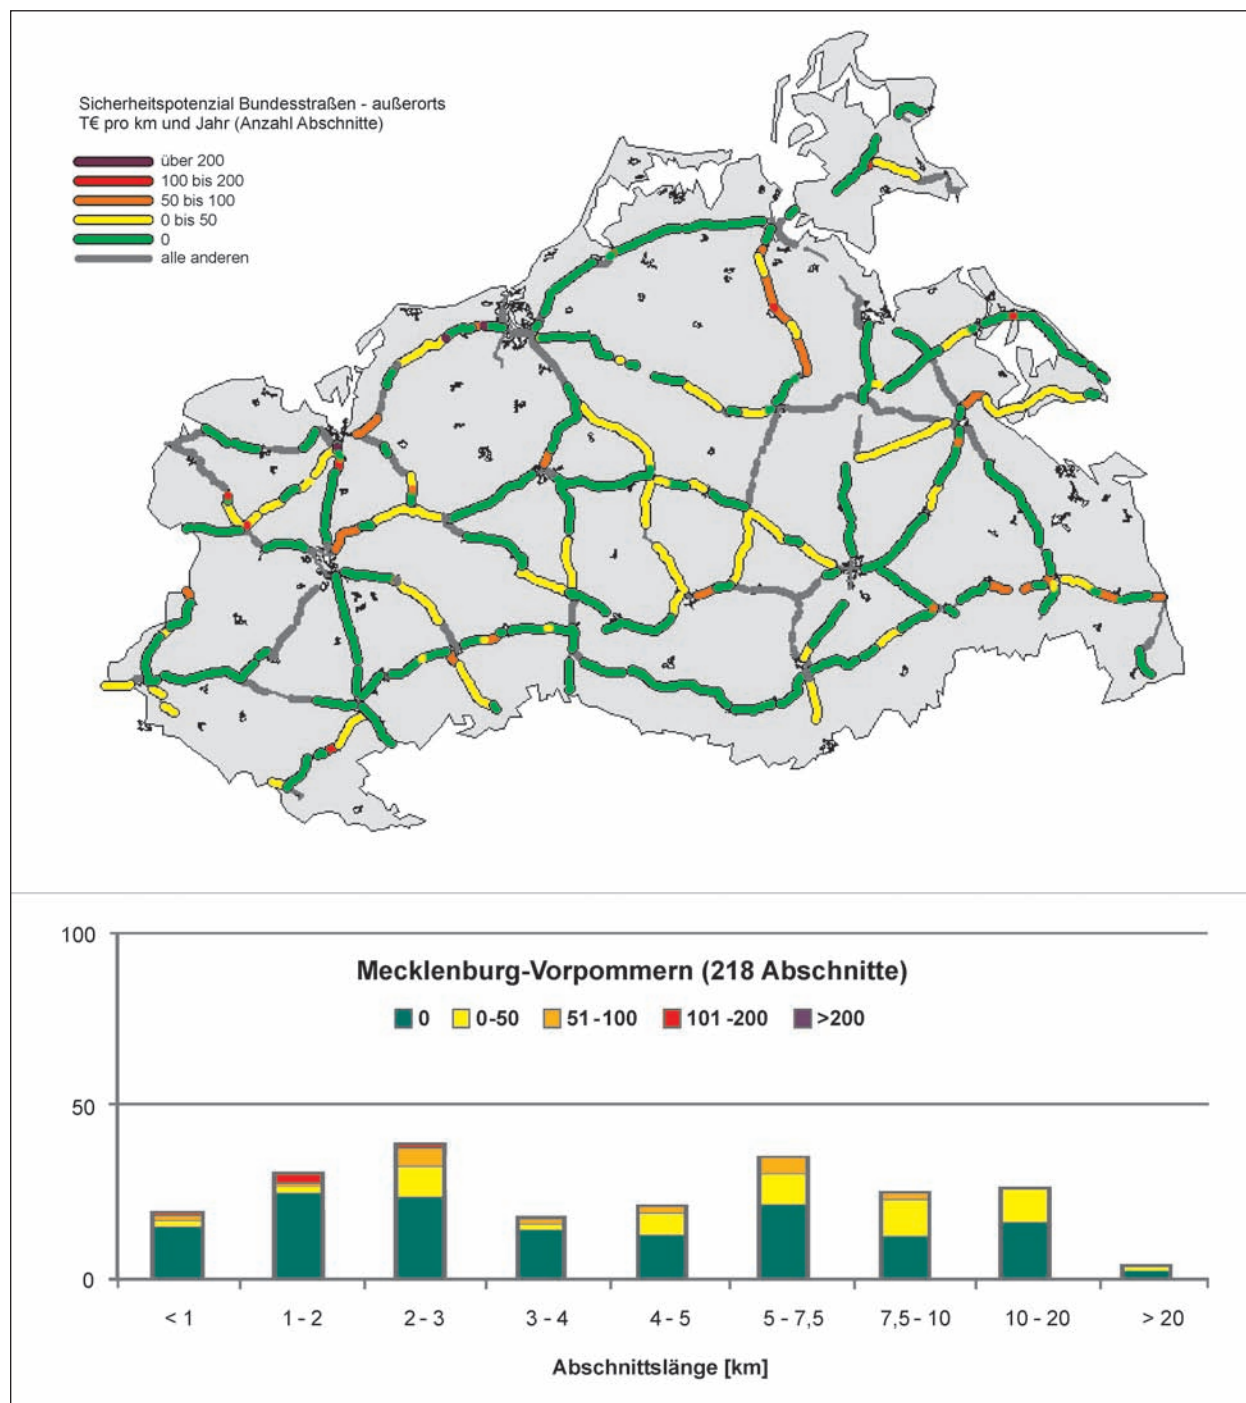 Sicherheitspotenzial Bundesstraßen - außerorts
T€ pro km und Jahr (Anzahl Abschnitte)
über 200
100 bis 200
50 bis 100
0 bis 50
0
alle anderen
100
Mecklenburg-Vorpommern (218 Abschnitte)
0 0-50 51-100 101-200 >200
50
0
< 1 1 - 2 2 - 3 3 - 4 4 - 5 5 - 7,5 7,5 - 10 10 - 20 > 20
Abschnittslänge [km]